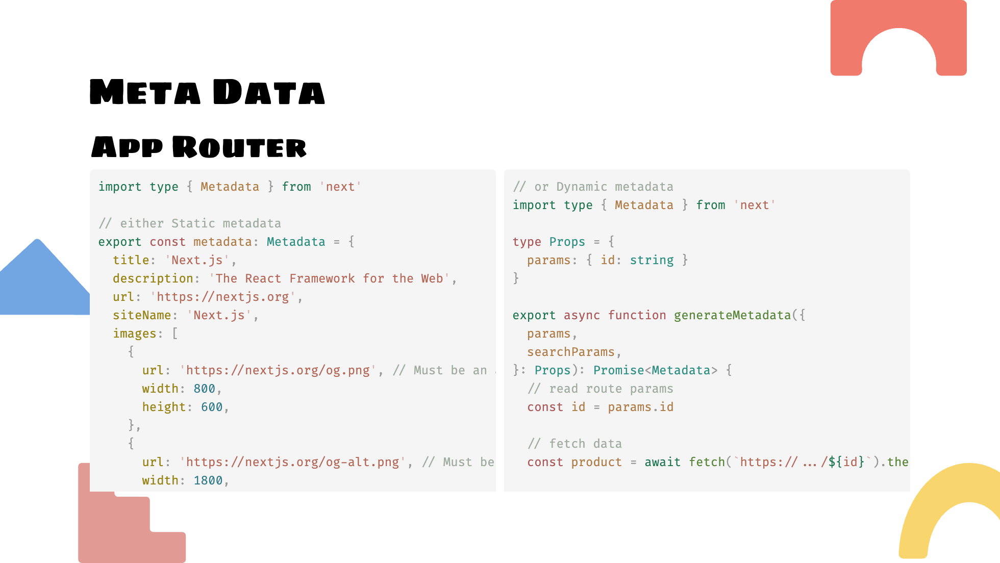 Meta Data
App Router
import type { Metadata } from 'next'
// either Static metadata
export const metadata: Metadata = {
  title: 'Next.js',
  description: 'The React Framework for the Web',
  url: 'https://nextjs.org',
  siteName: 'Next.js',
  images: [
    {
      url: 'https://nextjs.org/og.png', // Must be an
      width: 800,
      height: 600,
    },
    {
      url: 'https://nextjs.org/og-alt.png', // Must be
      width: 1800,
// or Dynamic metadata
import type { Metadata } from 'next'
type Props = {
  params: { id: string }
}
export async function generateMetadata({
  params,
  searchParams,
}: Props): Promise<Metadata> {
  // read route params
  const id = params.id
  // fetch data
  const product = await fetch(`https://.../${id}`).the